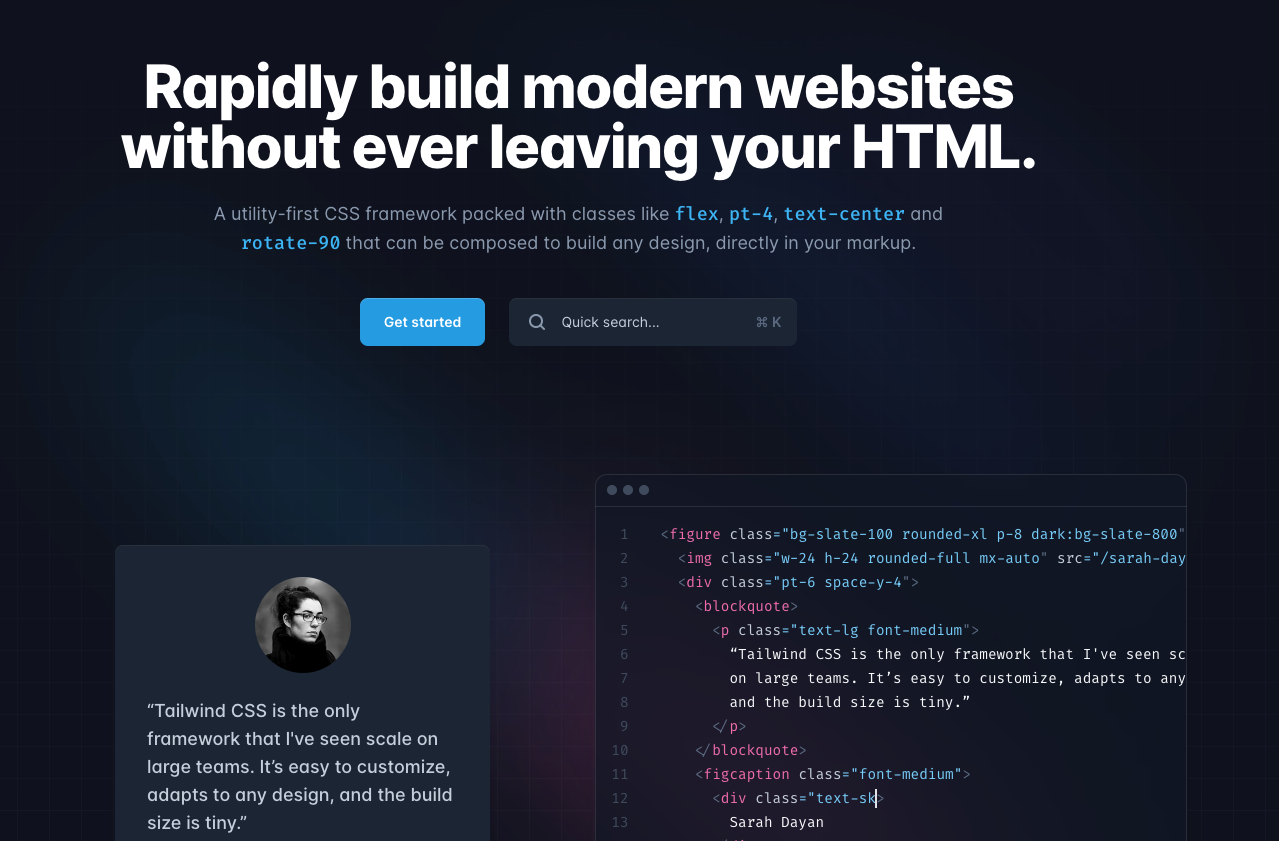 Rapidly build modern websites
without ever leaving your HTML.
A utility-first CSS framework packed with classes like flex, pt-4, text-center and
rotate-90 that can be composed to build any design, directly in your markup.
Get started
Quick search...
⌘ K
“Tailwind CSS is the only
framework that I've seen scale on
large teams. It’s easy to customize,
adapts to any design, and the build
size is tiny.”
1 <figure class="bg-slate-100 rounded-xl p-8 dark:bg-slate-800"
2 <img class="w-24 h-24 rounded-full mx-auto" src="/sarah-day
3 <div class="pt-6 space-y-4">
4 <blockquote>
5 <p class="text-lg font-medium">
6 “Tailwind CSS is the only framework that I've seen sc
7 on large teams. It’s easy to customize, adapts to any
8 and the build size is tiny.”
9 </p>
10 </blockquote>
11 <figcaption class="font-medium">
12 <div class="text-sk>
13 Sarah Dayan